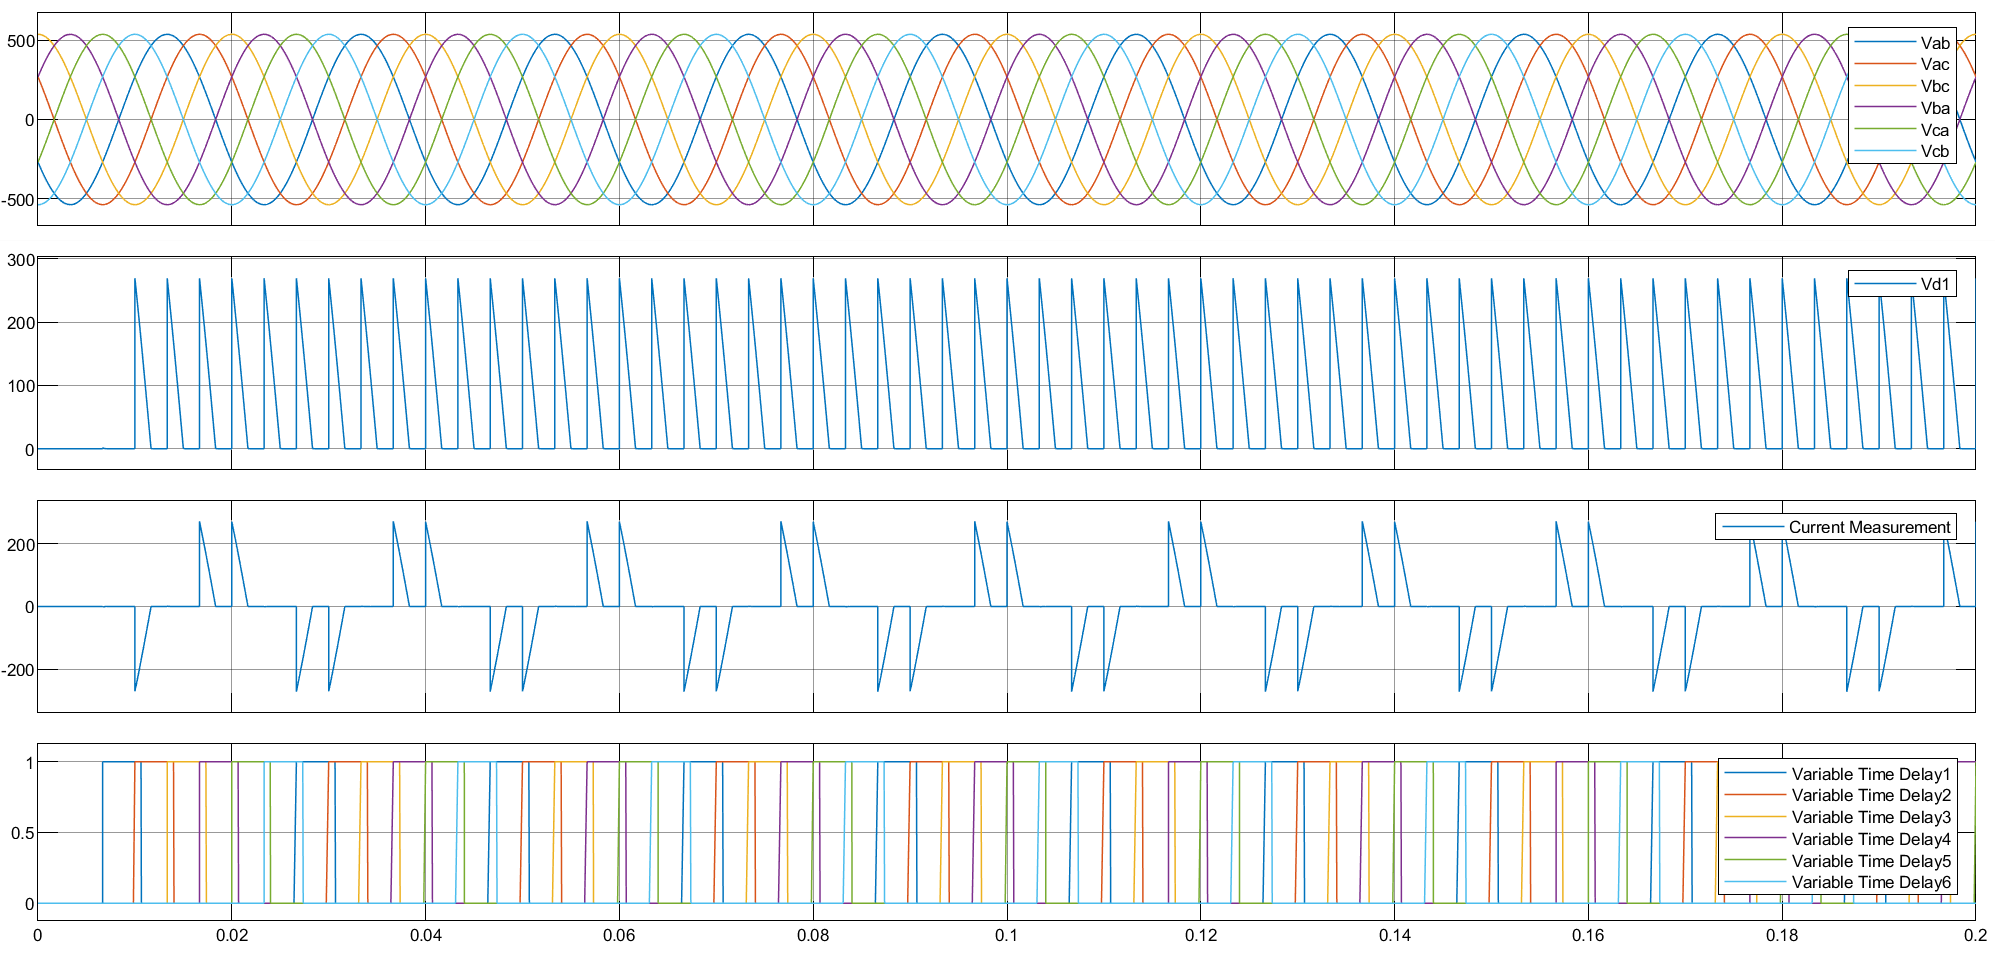 500
0
-500
Vab
Vac
Vbc
Vba
Vca
Vcb
300
200
100
0
Vd1
200
0
-200
Current Measurement
1
0.5
0
Variable Time Delay1
Variable Time Delay2
Variable Time Delay3
Variable Time Delay4
Variable Time Delay5
Variable Time Delay6
0 0.02 0.04 0.06 0.08 0.1 0.12 0.14 0.16 0.18 0.2